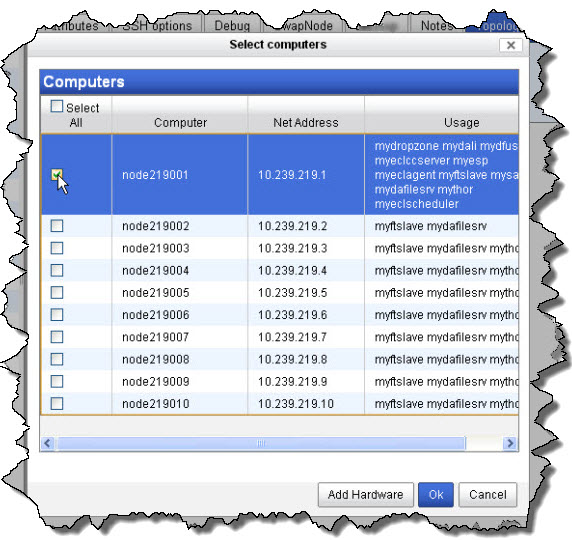 ributes SSH options Debug SwapNode Notes Topolo
Select computers
Computers
Select All Computer Net Address Usage
node219001 10.239.219.1 mydropzone mydali mydfus
myeclccserver myesp
myeclagent myftslave mysa
mydafilesrv mythor
myeclscheduler
node219002 10.239.219.2 myftslave mydafilesrv
node219003 10.239.219.3 myftslave mydafilesrv mytho
node219004 10.239.219.4 myftslave mydafilesrv mytho
node219005 10.239.219.5 myftslave mydafilesrv mytho
node219006 10.239.219.6 myftslave mydafilesrv mytho
node219007 10.239.219.7 myftslave mydafilesrv mytho
node219008 10.239.219.8 myftslave mydafilesrv mytho
node219009 10.239.219.9 myftslave mydafilesrv mytho
node219010 10.239.219.10 myftslave mydafilesrv mytho
Add Hardware Ok Cancel